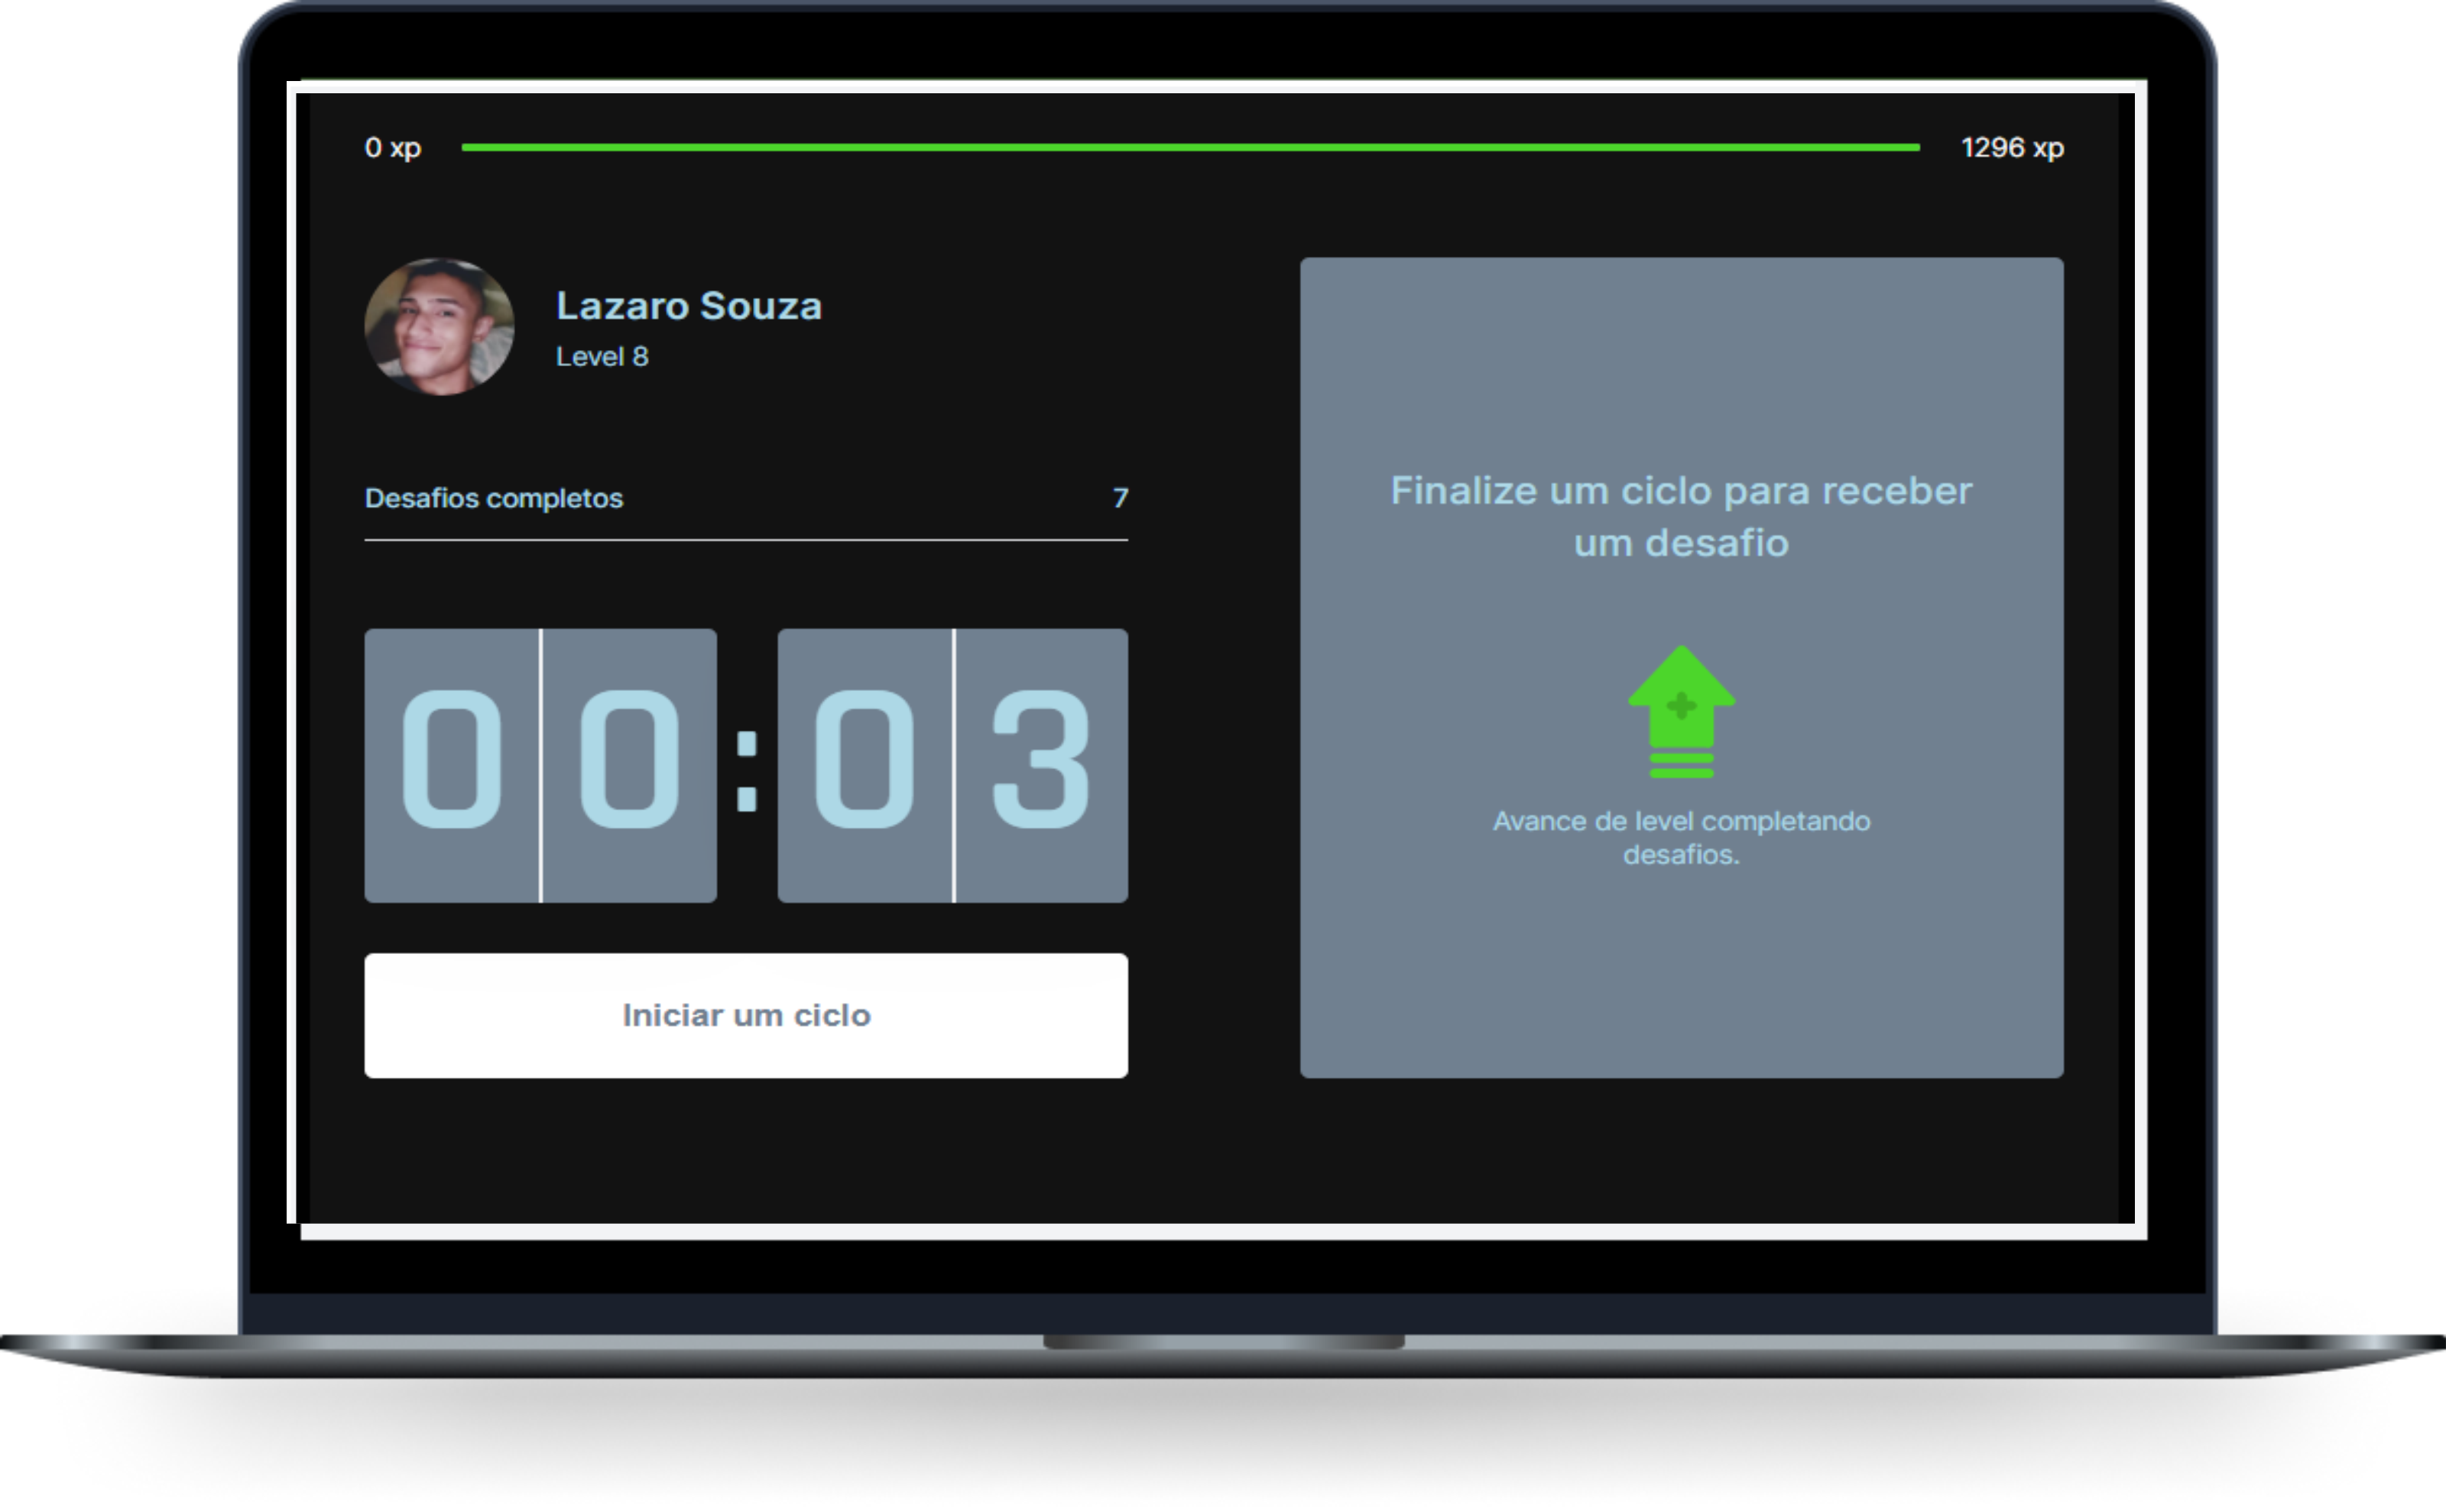 0 xp 1296 xp
Lazaro Souza
Level 8
Desafios completos 7
00:03
Iniciar um ciclo
Finalize um ciclo para receber
um desafio
Avance de level completando
desafios.